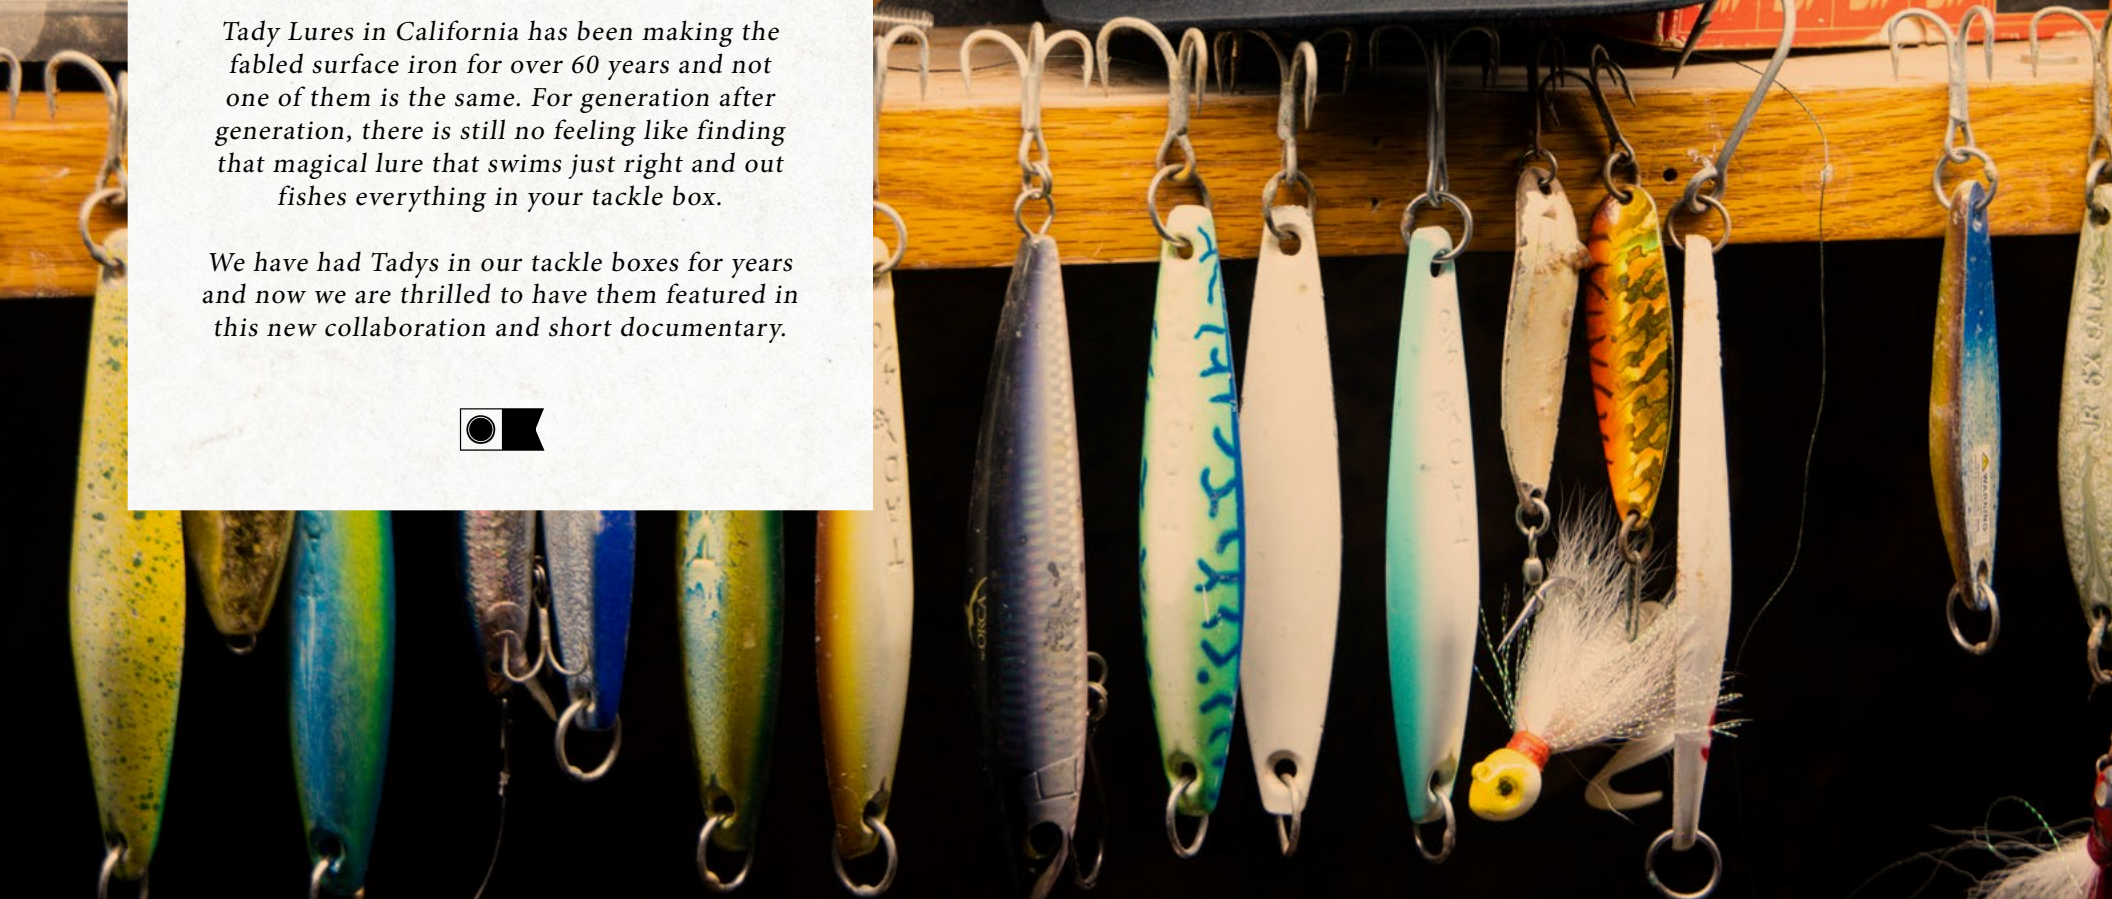 Tady Lures in California has been making the
fabled surface iron for over 60 years and not
one of them is the same. For generation after
generation, there is still no feeling like finding
that magical lure that swims just right and out
fishes everything in your tackle box.
We have had Tadys in our tackle boxes for years
and now we are thrilled to have them featured in
this new collaboration and short documentary.
ORCA
WARNING
JR